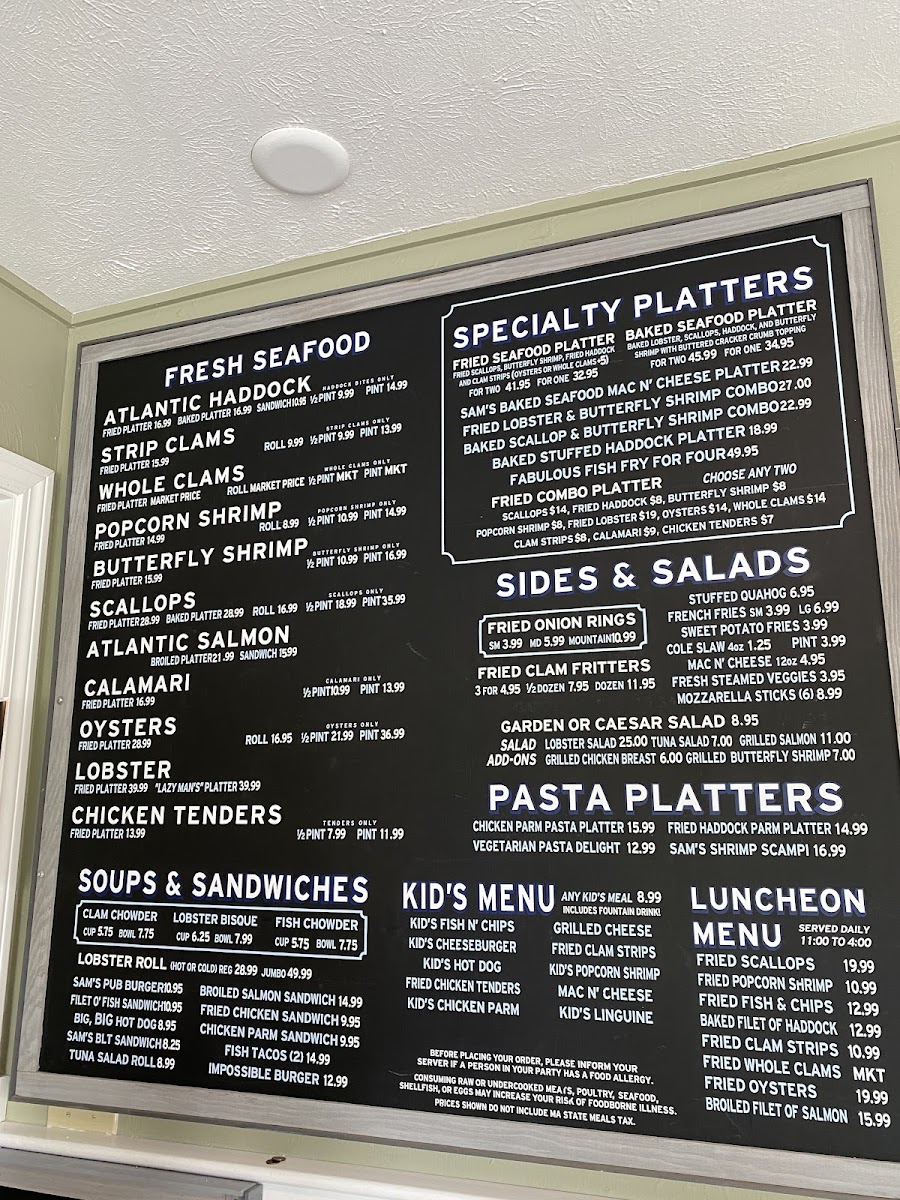 FRESH SEAFOOD
ATLANTIC HADDOCK
HADDOCK BITES ONLY
FRIED PLATTER 16.99 BAKED PLATTER 16.99 SANDWICH 10.95 ½ PINT 9.99 PINT 14.99
STRIP CLAMS
STRIP CLAMS ONLY
FRIED PLATTER 15.99 ROLL 9.99 ½ PINT 9.99 PINT 13.99
WHOLE CLAMS
WHOLE CLAMS ONLY
FRIED PLATTER MARKET PRICE ROLL MARKET PRICE ½ PINT MKT PINT MKT
POPCORN SHRIMP
POPCORN SHRIMP ONLY
FRIED PLATTER 14.99 ROLL 8.99 ½ PINT 10.99 PINT 14.99
BUTTERFLY SHRIMP
BUTTERFLY SHRIMP ONLY
FRIED PLATTER 15.99 ½ PINT 10.99 PINT 16.99
SCALLOPS
SCALLOPS ONLY
FRIED PLATTER 28.99 BAKED PLATTER 28.99 ROLL 16.99 ½ PINT 18.99 PINT 35.99
ATLANTIC SALMON
BROILED PLATTER 21.99 SANDWICH 15.99
CALAMARI
CALAMARI ONLY
FRIED PLATTER 16.99 ½ PINT 10.99 PINT 13.99
OYSTERS
OYSTERS ONLY
FRIED PLATTER 28.99 ROLL 16.95 ½ PINT 21.99 PINT 36.99
LOBSTER
FRIED PLATTER 39.99 "LAZY MAN'S" PLATTER 39.99
CHICKEN TENDERS
TENDERS ONLY
FRIED PLATTER 13.99 ½ PINT 7.99 PINT 11.99
SPECIALTY PLATTERS
FRIED SEAFOOD PLATTER
FRIED SCALLOPS, BUTTERFLY SHRIMP, FRIED HADDOCK
AND CLAM STRIPS (OYSTERS OR WHOLE CLAMS +5)
FOR TWO 41.95 FOR ONE 32.95
BAKED SEAFOOD PLATTER
BAKED LOBSTER, SCALLOPS, HADDOCK, AND BUTTERFLY
SHRIMP WITH BUTTERED CRACKER CRUMB TOPPING
FOR TWO 45.99 FOR ONE 34.95
SAM'S BAKED SEAFOOD MAC N' CHEESE PLATTER 22.99
FRIED LOBSTER & BUTTERFLY SHRIMP COMBO 27.00
BAKED SCALLOP & BUTTERFLY SHRIMP COMBO 22.99
BAKED STUFFED HADDOCK PLATTER 18.99
FABULOUS FISH FRY FOR FOUR 49.95
FRIED COMBO PLATTER CHOOSE ANY TWO
SCALLOPS $14, FRIED HADDOCK $8, BUTTERFLY SHRIMP $8
POPCORN SHRIMP $8, FRIED LOBSTER $19, OYSTERS $14, WHOLE CLAMS $14
CLAM STRIPS $8, CALAMARI $9, CHICKEN TENDERS $7
SIDES & SALADS
FRIED ONION RINGS
SM 3.99 MD 5.99 MOUNTAIN 10.99
FRIED CLAM FRITTERS
3 FOR 4.95 ½ DOZEN 7.95 DOZEN 11.95
STUFFED QUAHOG 6.95
FRENCH FRIES SM 3.99 LG 6.99
SWEET POTATO FRIES 3.99
COLE SLAW 4oz 1.25 PINT 3.99
MAC N' CHEESE 12oz 4.95
FRESH STEAMED VEGGIES 3.95
MOZZARELLA STICKS (6) 8.99
GARDEN OR CAESAR SALAD 8.95
SALAD ADD-ONS
LOBSTER SALAD 25.00 TUNA SALAD 7.00 GRILLED SALMON 11.00
GRILLED CHICKEN BREAST 6.00 GRILLED BUTTERFLY SHRIMP 7.00
PASTA PLATTERS
CHICKEN PARM PASTA PLATTER 15.99 FRIED HADDOCK PARM PLATTER 14.99
VEGETARIAN PASTA DELIGHT 12.99 SAM'S SHRIMP SCAMPI 16.99
SOUPS & SANDWICHES
CLAM CHOWDER LOBSTER BISQUE FISH CHOWDER
CUP 5.75 BOWL 7.75 CUP 6.25 BOWL 7.99 CUP 5.75 BOWL 7.75
LOBSTER ROLL (HOT OR COLD) REG 28.99 JUMBO 49.99
SAM'S PUB BURGER 10.95
FILET O' FISH SANDWICH 10.95
BIG, BIG HOT DOG 8.95
SAM'S BLT SANDWICH 8.25
TUNA SALAD ROLL 8.99
BROILED SALMON SANDWICH 14.99
FRIED CHICKEN SANDWICH 9.95
CHICKEN PARM SANDWICH 9.95
FISH TACOS (2) 14.99
IMPOSSIBLE BURGER 12.99
KID'S MENU
ANY KID'S MEAL 8.99
INCLUDES FOUNTAIN DRINK!
KID'S FISH N' CHIPS
KID'S CHEESEBURGER
KID'S HOT DOG
FRIED CHICKEN TENDERS
KID'S CHICKEN PARM
GRILLED CHEESE
FRIED CLAM STRIPS
KID'S POPCORN SHRIMP
MAC N' CHEESE
KID'S LINGUINE
BEFORE PLACING YOUR ORDER, PLEASE INFORM YOUR
SERVER IF A PERSON IN YOUR PARTY HAS A FOOD ALLERGY.
CONSUMING RAW OR UNDERCOOKED MEATS, POULTRY, SEAFOOD,
SHELLFISH, OR EGGS MAY INCREASE YOUR RISK OF FOODBORNE ILLNESS.
PRICES SHOWN DO NOT INCLUDE MA STATE MEALS TAX.
LUNCHEON
MENU
SERVED DAILY
11:00 TO 4:00
FRIED SCALLOPS 19.99
FRIED POPCORN SHRIMP 10.99
FRIED FISH & CHIPS 12.99
BAKED FILET OF HADDOCK 12.99
FRIED CLAM STRIPS 10.99
FRIED WHOLE CLAMS MKT
FRIED OYSTERS 19.99
BROILED FILET OF SALMON 15.99